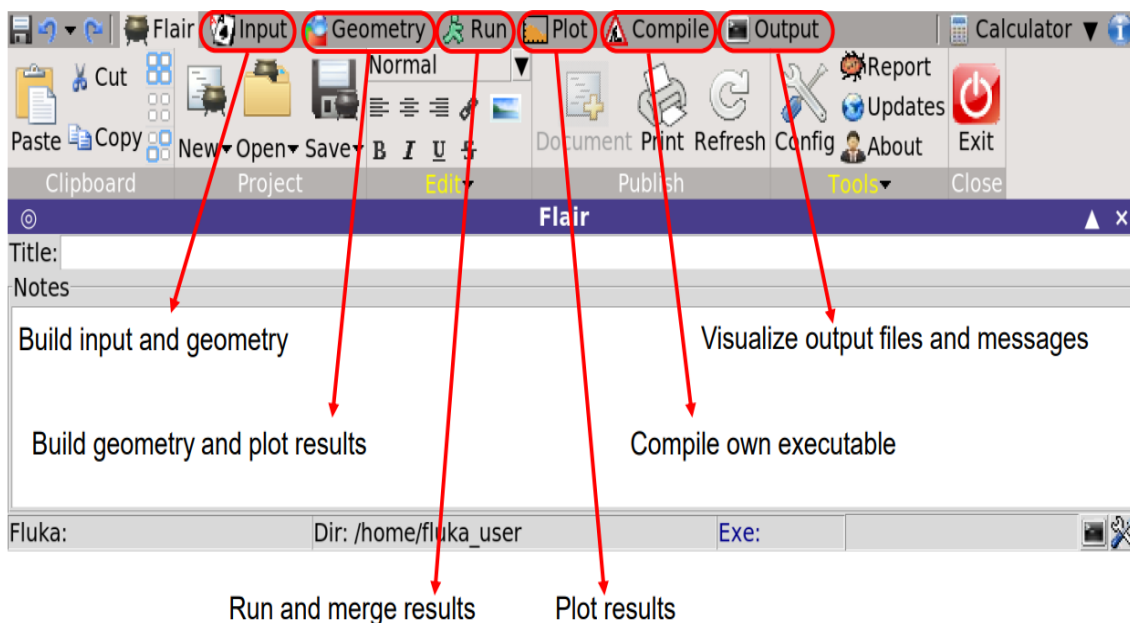 Flair Input Geometry Run Plot Compile Output Calculator
Paste Cut Copy
Clipboard
New Open Save
Project
Normal
B I U S
Edit
Document Print Refresh
Publish
Config Report Updates About
Tools
Exit
Close
Flair
Title:
Notes
Build input and geometry
Visualize output files and messages
Build geometry and plot results
Compile own executable
Fluka: Dir: /home/fluka_user Exe:
Run and merge results
Plot results